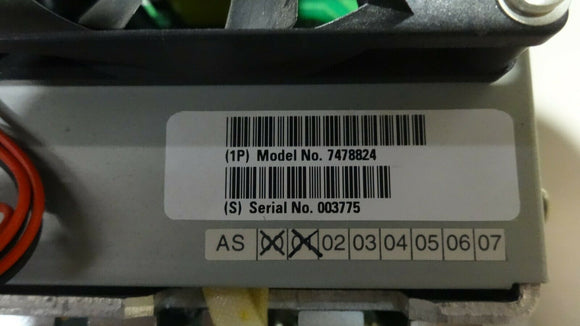 (1P) Model No. 7478824
(S) Serial No. 003775
AS 00 01 02 03 04 05 06 07